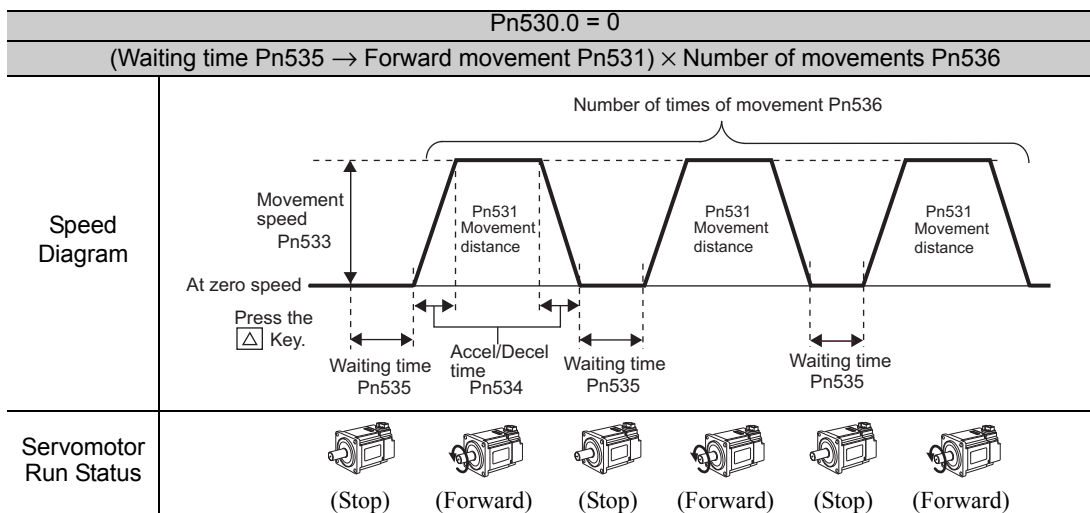 Pn530.0 = 0
(Waiting time Pn535 → Forward movement Pn531) × Number of movements Pn536
Speed
Diagram
Number of times of movement Pn536
Movement
speed
Pn533
Pn531
Movement
distance
Pn531
Movement
distance
Pn531
Movement
distance
At zero speed
Press the
△ Key.
Waiting time
Pn535
Accel/Decel
time
Pn534
Waiting time
Pn535
Waiting time
Pn535
Servomotor
Run Status
(Stop) (Forward) (Stop) (Forward) (Stop) (Forward)